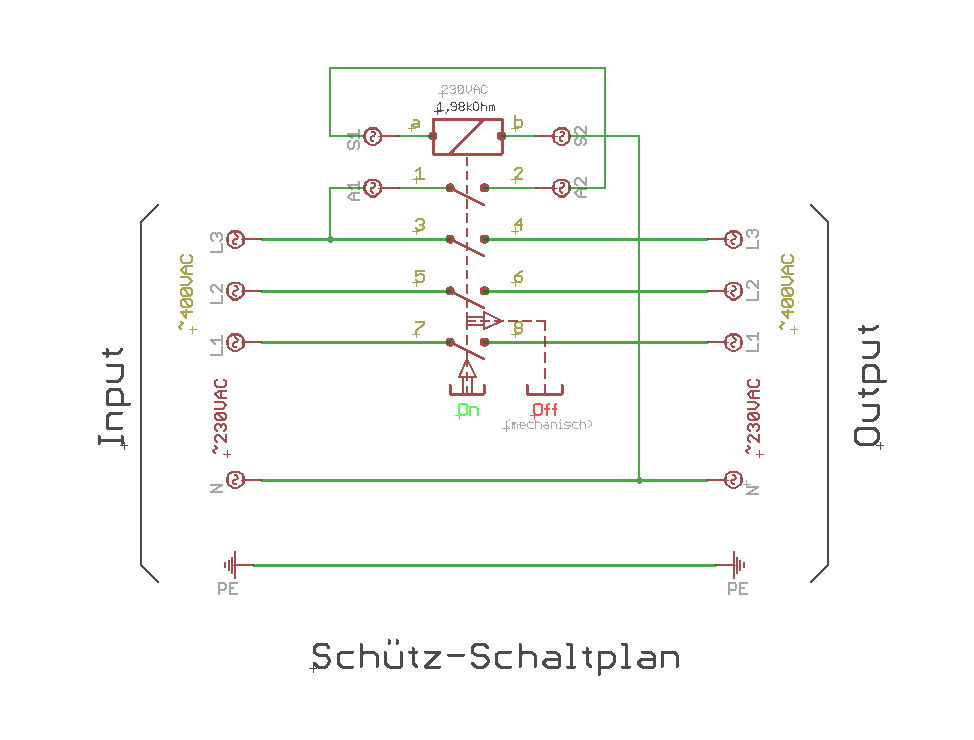 230VAC
1,98kOhm
S1
a
b
S2
A1
1
2
A2
L3
3
4
L3
~400VAC
L2
5
6
L2
~400VAC
L1
7
8
L1
Input
On
Off
(mechanisch)
Output
~230VAC
~230VAC
N
N
PE
PE
Schütz-Schaltplan